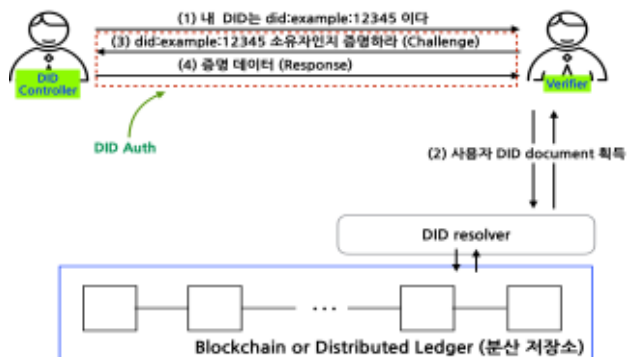 (1) 내 DID는 did:example:12345 이다
(3) did:example:12345 소유자인지 증명하라 (Challenge)
(4) 증명 데이터 (Response)
DID
Controller
Verifier
DID Auth
(2) 사용자 DID document 획득
DID resolver
...
Blockchain or Distributed Ledger (분산 저장소)